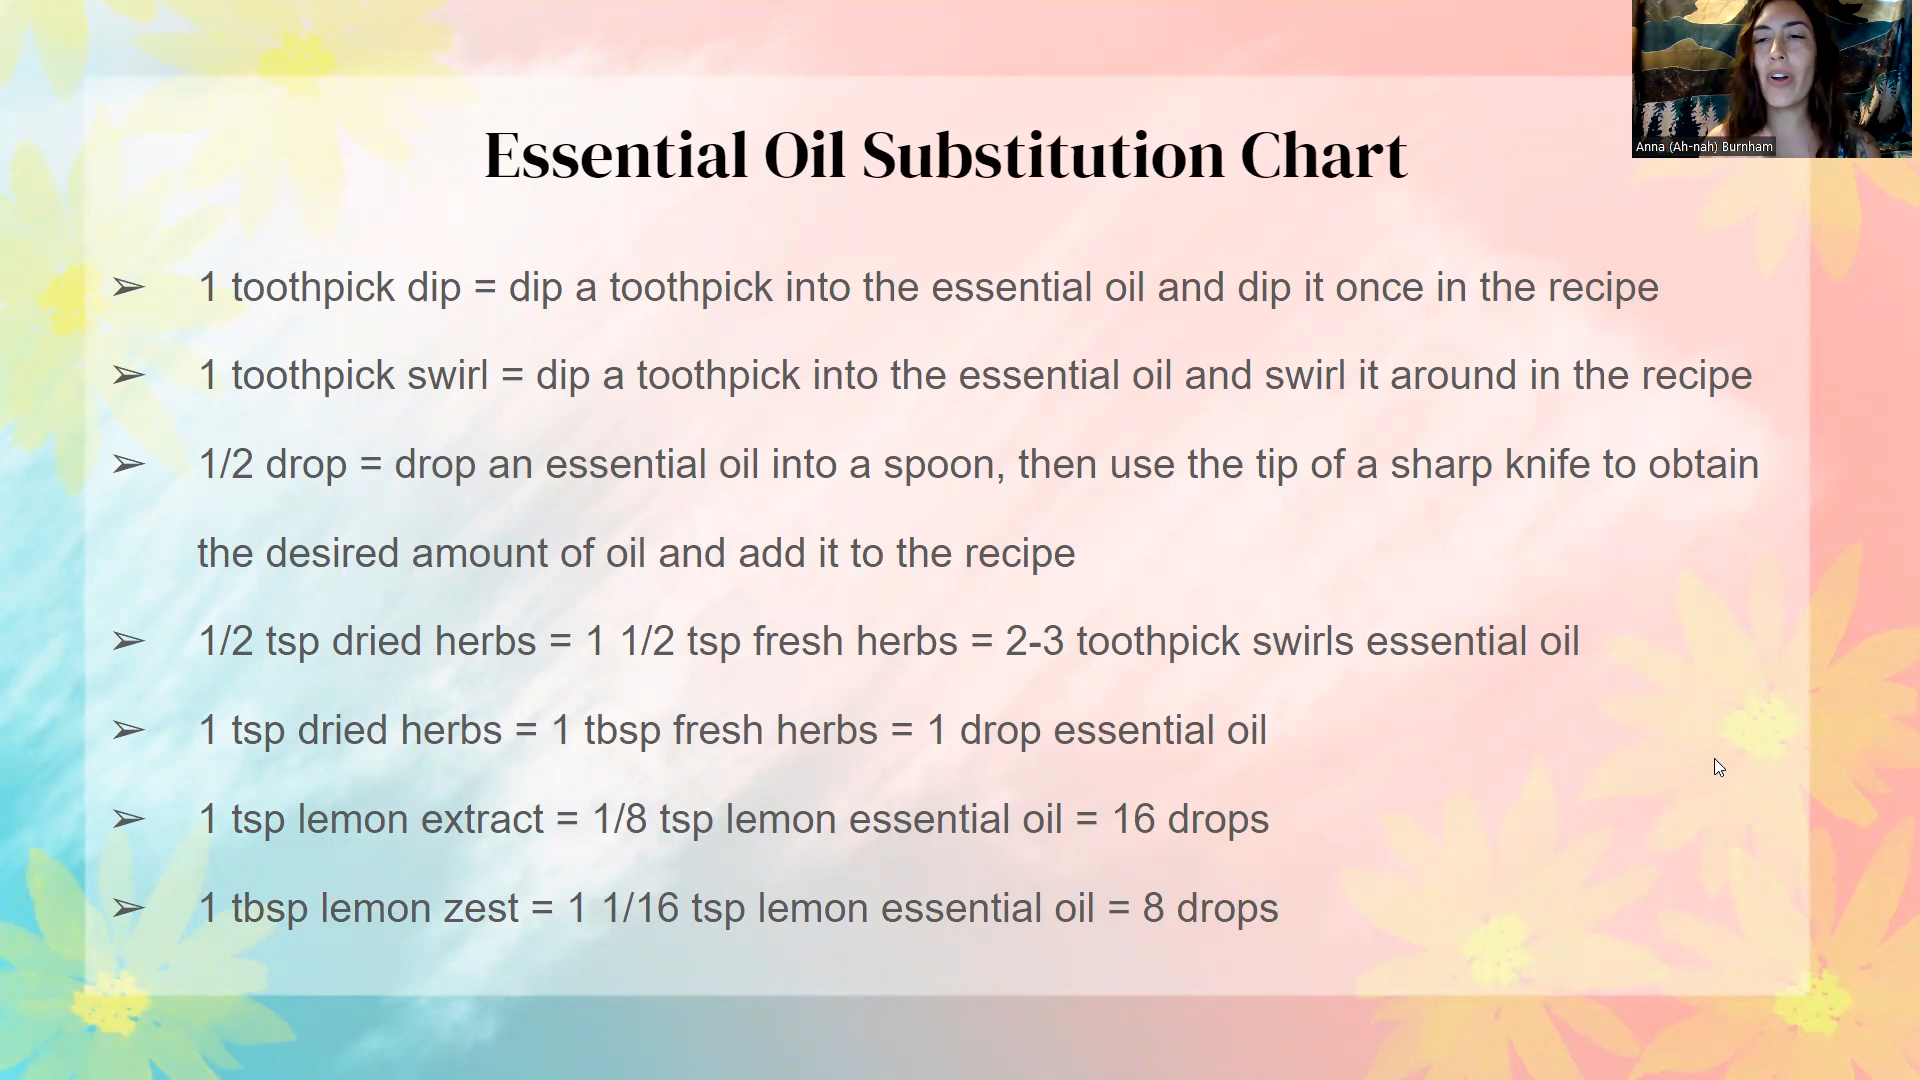 Anna (Ah-nah) Burnham
Essential Oil Substitution Chart
➢ 1 toothpick dip = dip a toothpick into the essential oil and dip it once in the recipe
➢ 1 toothpick swirl = dip a toothpick into the essential oil and swirl it around in the recipe
➢ 1/2 drop = drop an essential oil into a spoon, then use the tip of a sharp knife to obtain
the desired amount of oil and add it to the recipe
➢ 1/2 tsp dried herbs = 1 1/2 tsp fresh herbs = 2-3 toothpick swirls essential oil
➢ 1 tsp dried herbs = 1 tbsp fresh herbs = 1 drop essential oil
➢ 1 tsp lemon extract = 1/8 tsp lemon essential oil = 16 drops
➢ 1 tbsp lemon zest = 1 1/16 tsp lemon essential oil = 8 drops